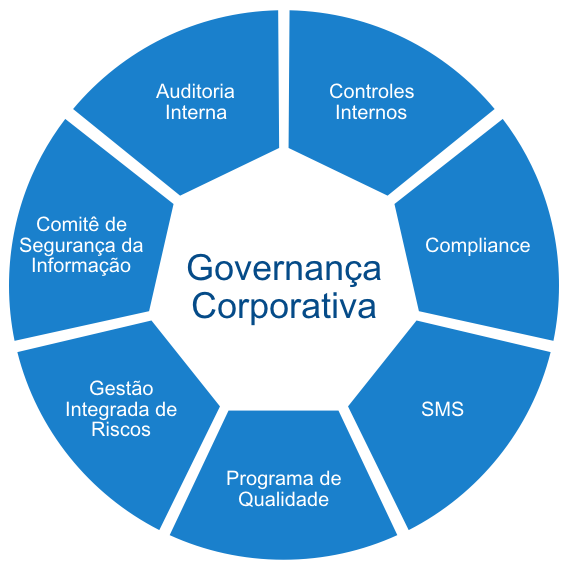 Auditoria
Interna
Controles
Internos
Comitê de
Segurança da
Informação
Compliance
Governança
Corporativa
Gestão
Integrada de
Riscos
SMS
Programa de
Qualidade